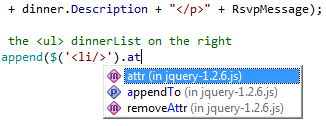 + dinner.Description + "</p>" + RsvpMessage);
the <ul> dinnerList on the right
append($('<li/>').at
attr (in jquery-1.2.6.js)
appendTo (in jquery-1.2.6.js)
removeAttr (in jquery-1.2.6.js)